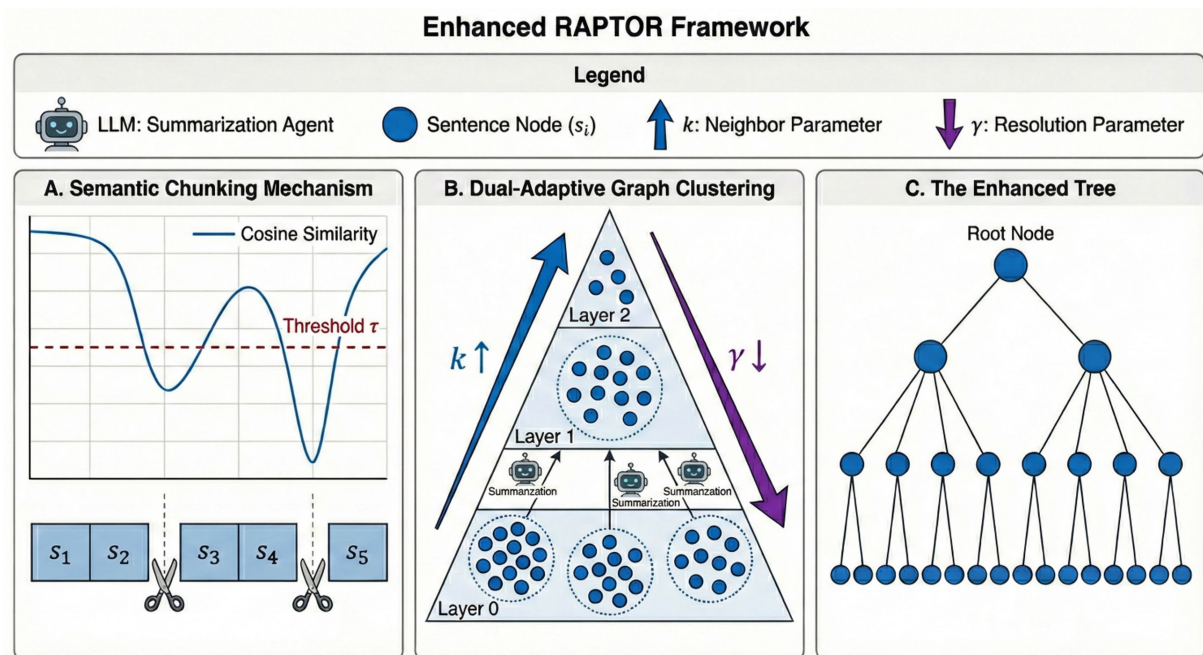 Enhanced RAPTOR Framework
Legend
LLM: Summarization Agent
Sentence Node (sᵢ)
k: Neighbor Parameter
γ: Resolution Parameter
A. Semantic Chunking Mechanism
Cosine Similarity
Threshold τ
s₁
s₂
s₃
s₄
s₅
B. Dual-Adaptive Graph Clustering
k↑
γ↓
Layer 2
Layer 1
Summanzation
Summarization
Summanzation
Layer 0
C. The Enhanced Tree
Root Node